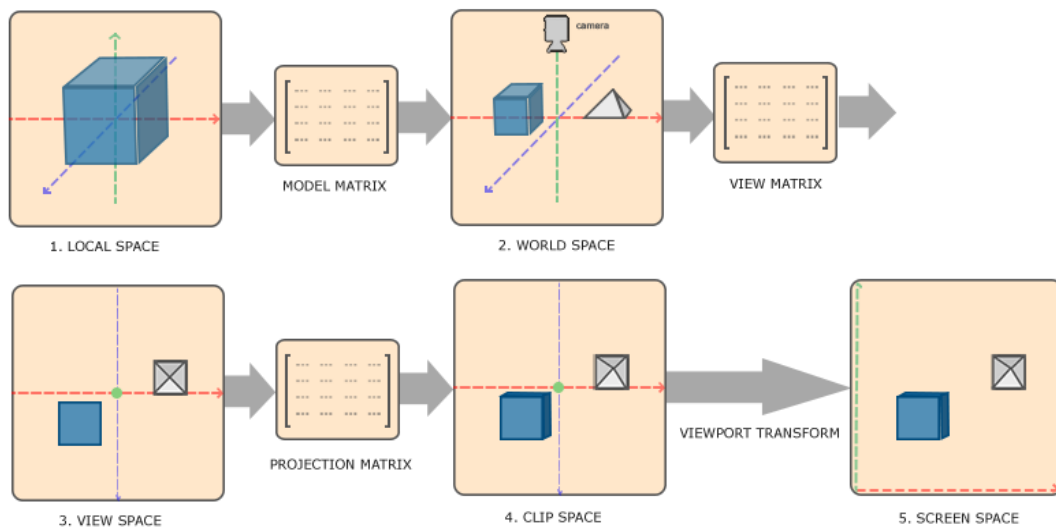 camera
MODEL MATRIX
VIEW MATRIX
1. LOCAL SPACE
2. WORLD SPACE
PROJECTION MATRIX
VIEWPORT TRANSFORM
3. VIEW SPACE
4. CLIP SPACE
5. SCREEN SPACE